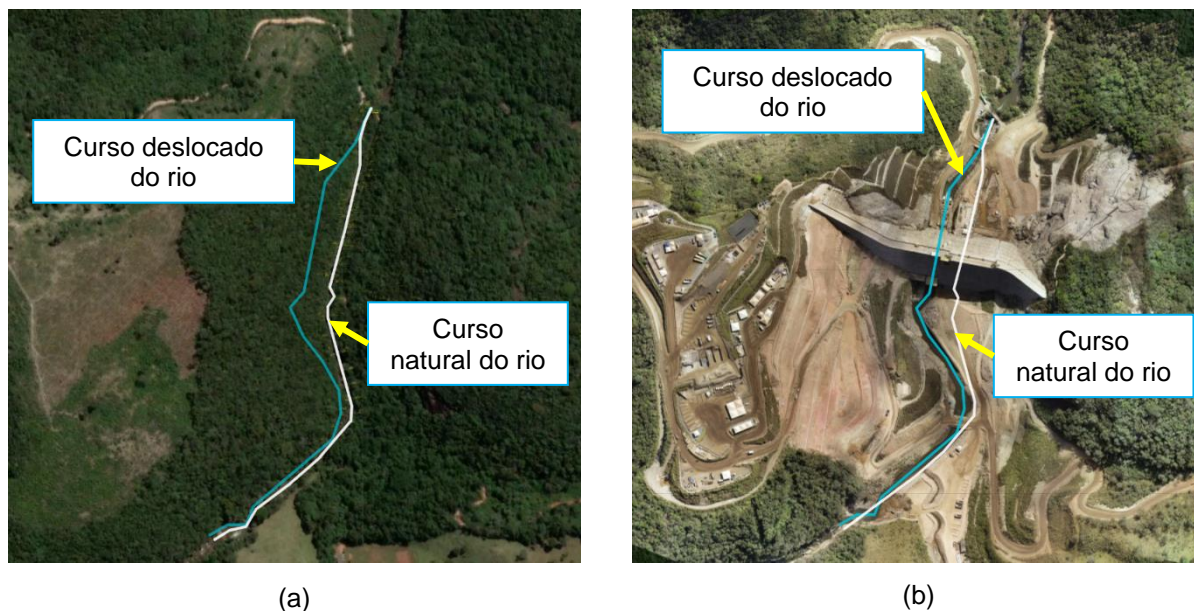 Curso deslocado
do rio
Curso
natural do rio
(a)
Curso deslocado
do rio
Curso
natural do rio
(b)